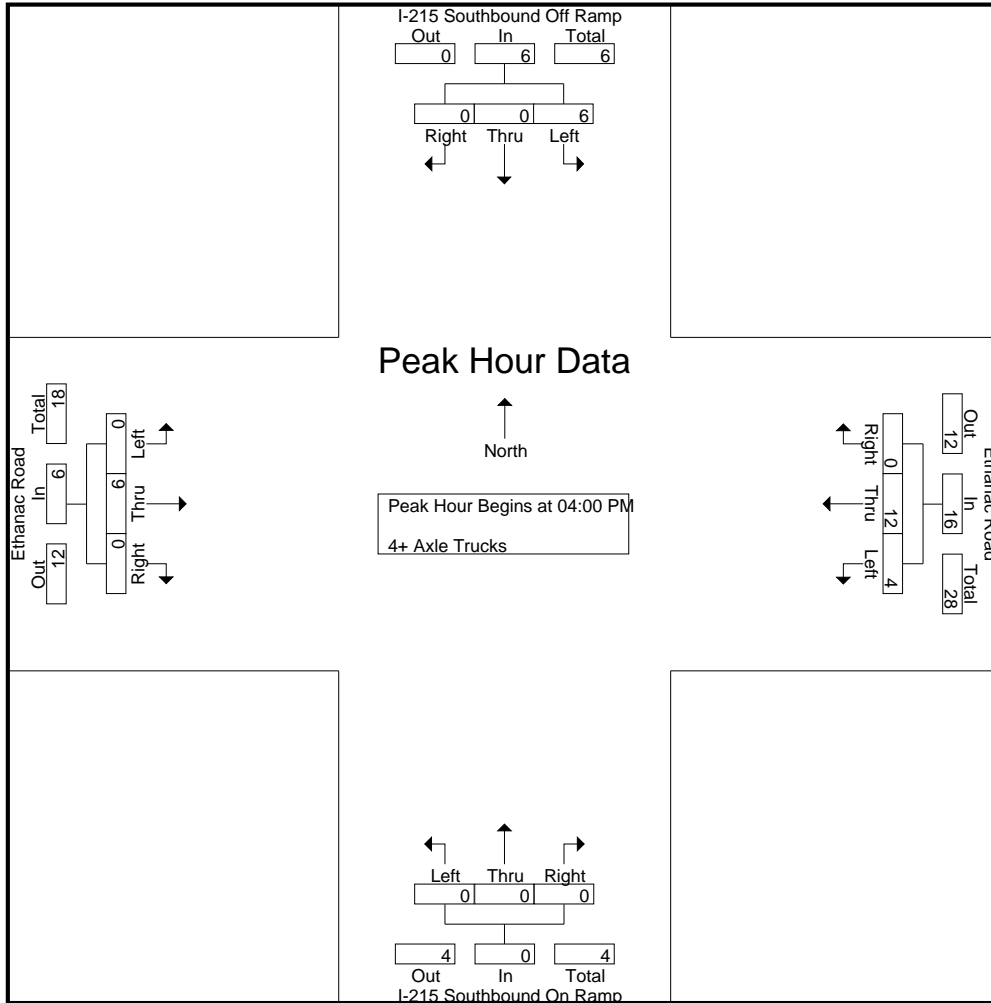 I-215 Southbound Off Ramp
Out In Total
0 6 6
0 0 6
Right Thru Left
Peak Hour Data
North
Peak Hour Begins at 04:00 PM
4+ Axle Trucks
Ethanac Road
Total In Out
18 6 12
0 6 0
Left Thru Right
Right Thru Left
0 12 4
Out In Total
12 16 28
Ethanac Road
Left Thru Right
0 0 0
4 0 4
Out In Total
I-215 Southbound On Ramp